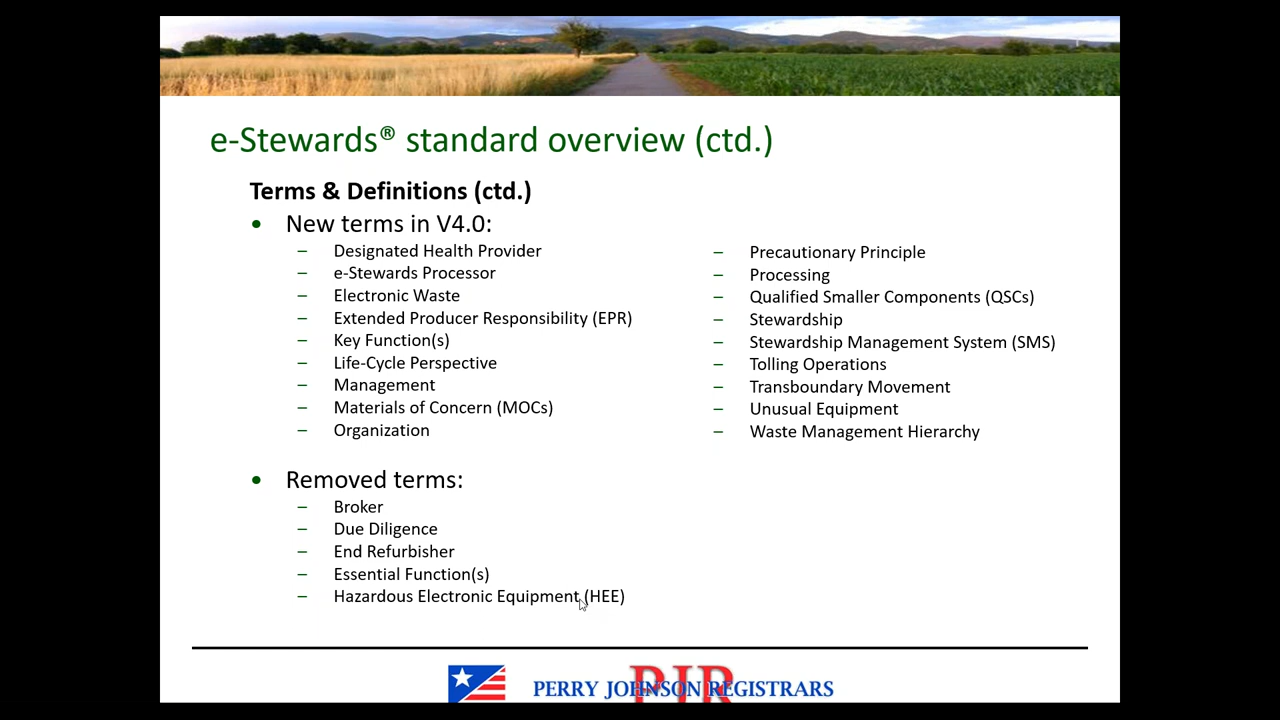 e-Stewards® standard overview (ctd.)
Terms & Definitions (ctd.)
• New terms in V4.0:
– Designated Health Provider
– e-Stewards Processor
– Electronic Waste
– Extended Producer Responsibility (EPR)
– Key Function(s)
– Life-Cycle Perspective
– Management
– Materials of Concern (MOCs)
– Organization
– Precautionary Principle
– Processing
– Qualified Smaller Components (QSCs)
– Stewardship
– Stewardship Management System (SMS)
– Tolling Operations
– Transboundary Movement
– Unusual Equipment
– Waste Management Hierarchy
• Removed terms:
– Broker
– Due Diligence
– End Refurbisher
– Essential Function(s)
– Hazardous Electronic Equipment (HEE)
PJR
PERRY JOHNSON REGISTRARS